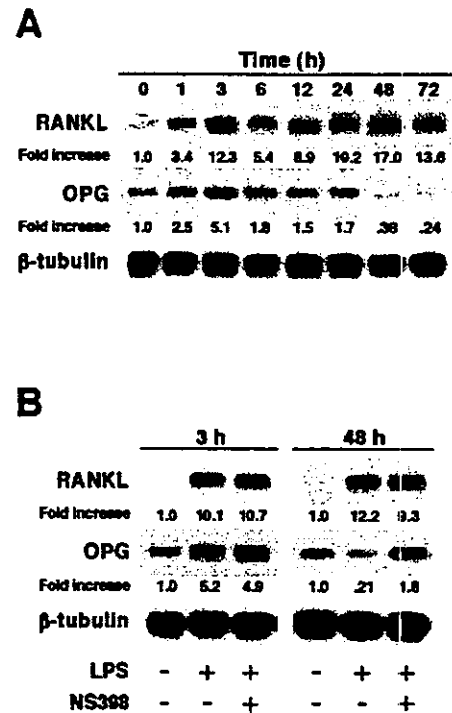 A
Time (h)
0 1 3 6 12 24 48 72
RANKL
Fold increase 1.0 3.4 12.3 5.4 8.9 19.2 17.0 13.6
OPG
Fold increase 1.0 2.5 5.1 1.8 1.5 1.7 .36 .24
β-tubulin
B
3 h 48 h
RANKL
Fold increase 1.0 10.1 10.7 1.0 12.2 9.3
OPG
Fold increase 1.0 5.2 4.9 1.0 .21 1.8
β-tubulin
LPS - + + - + +
NS398 - - + - - +